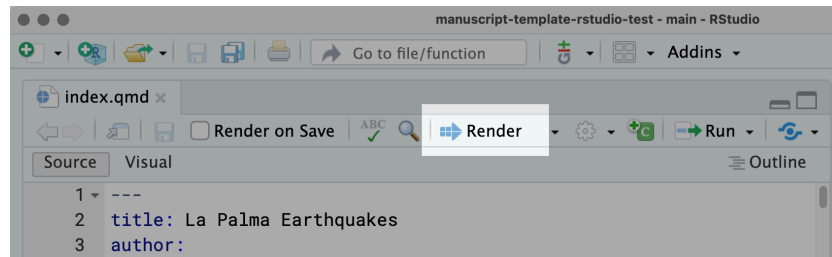 manuscript-template-rstudio-test - main - RStudio
Go to file/function
Addins
index.qmd
Render on Save
ABC
Render
Run
Source
Visual
Outline
1 ---
2 title: La Palma Earthquakes
3 author: